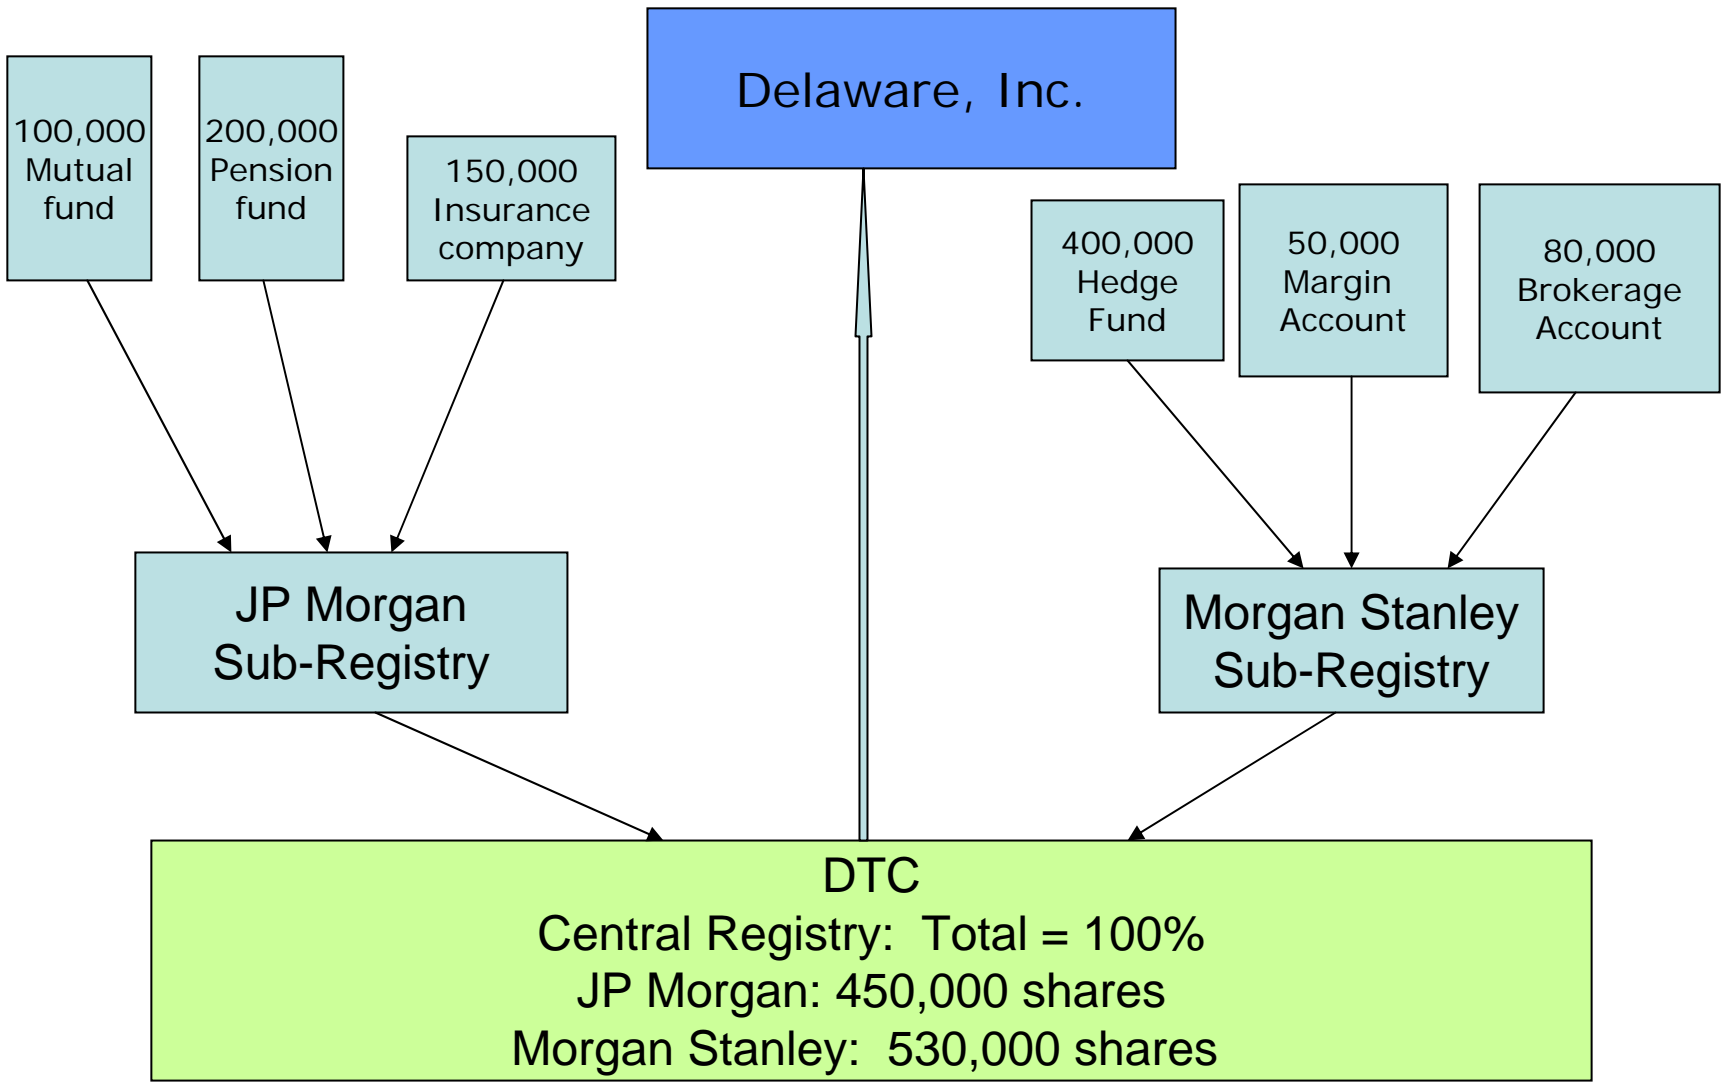 Delaware, Inc.
100,000
Mutual
fund
200,000
Pension
fund
150,000
Insurance
company
400,000
Hedge
Fund
50,000
Margin
Account
80,000
Brokerage
Account
JP Morgan
Sub-Registry
Morgan Stanley
Sub-Registry
DTC
Central Registry:  Total = 100%
JP Morgan: 450,000 shares
Morgan Stanley:  530,000 shares